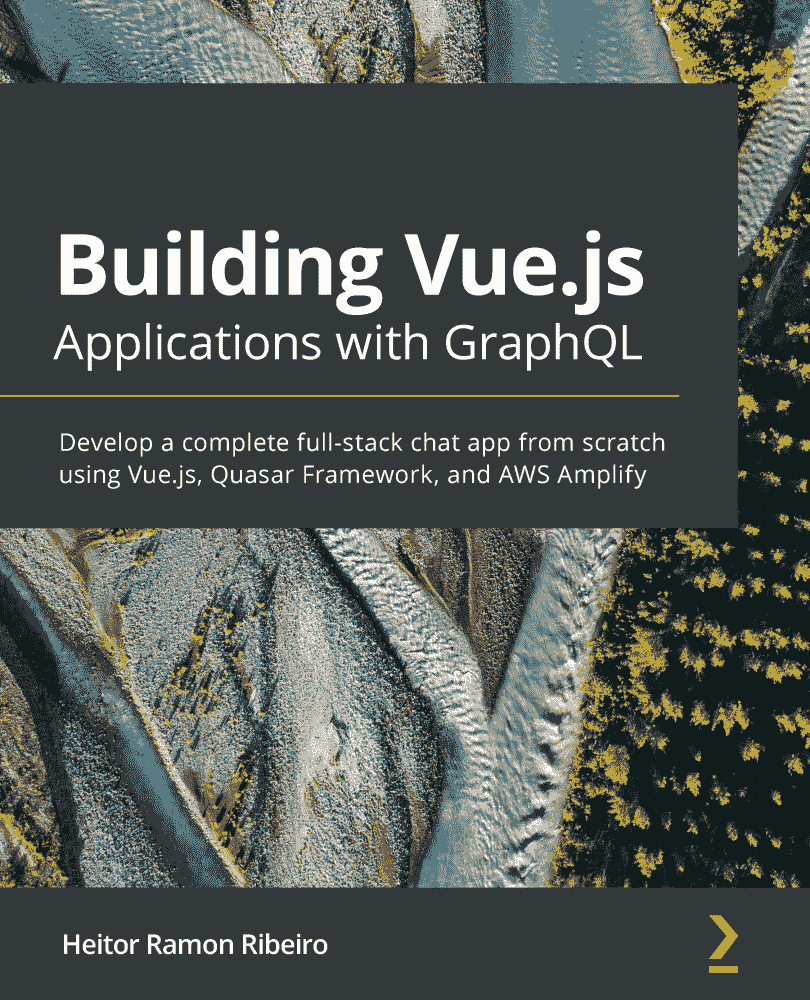 Building Vue.js
Applications with GraphQL
Develop a complete full-stack chat app from scratch
using Vue.js, Quasar Framework, and AWS Amplify
Heitor Ramon Ribeiro